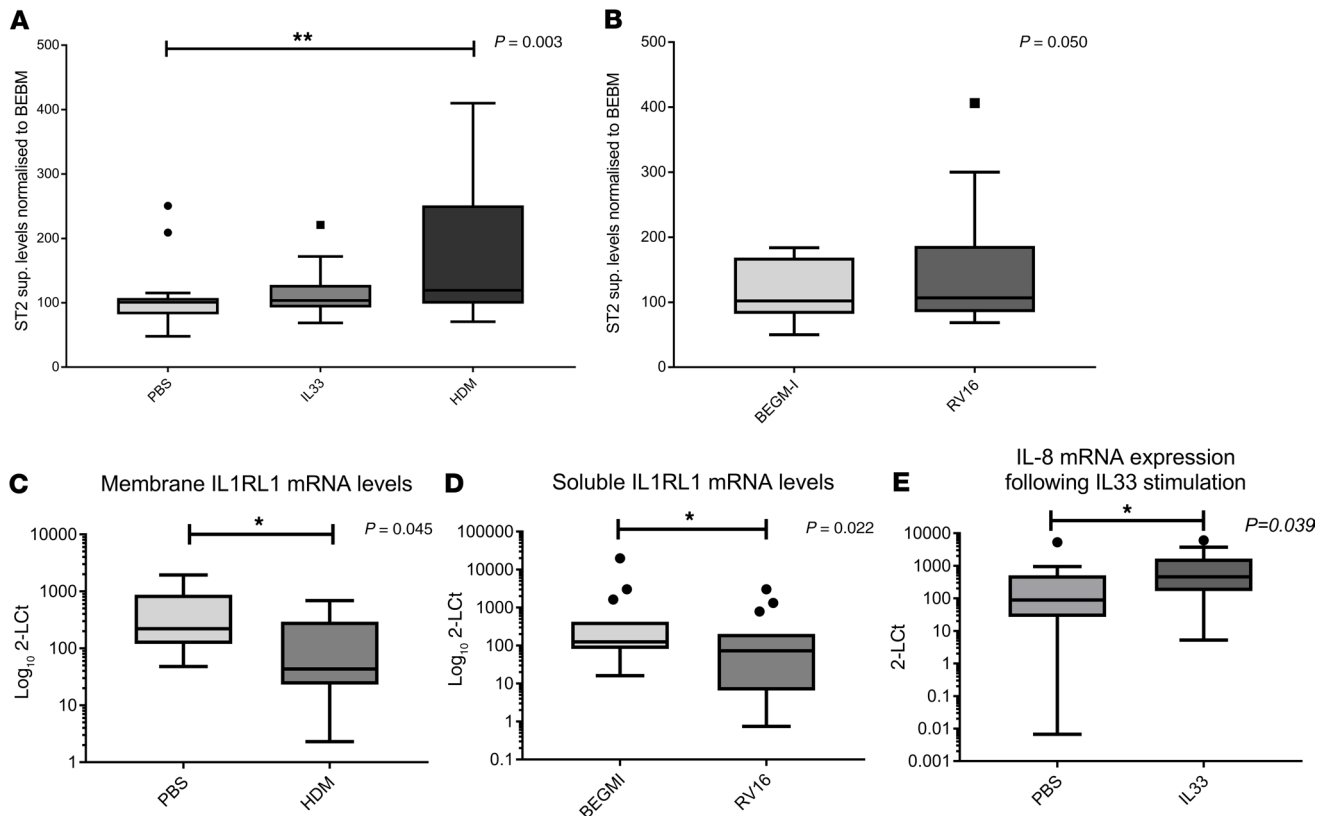 A
**
P = 0.003
ST2 sup. levels normalised to BEBM
500
400
300
200
100
0
PBS
IL33
HDM
B
P = 0.050
ST2 sup. levels normalised to BEBM
500
400
300
200
100
0
BEGM-I
RV16
C
Membrane IL1RL1 mRNA levels
*
P = 0.045
Log₁₀ 2-LCt
10000
1000
100
10
1
PBS
HDM
D
Soluble IL1RL1 mRNA levels
*
P = 0.022
Log₁₀ 2-LCt
100000
10000
1000
100
10
1
0.1
BEGMI
RV16
E
IL-8 mRNA expression
following IL33 stimulation
*
P=0.039
2-LCt
10000
1000
100
10
1
0.1
0.01
0.001
PBS
IL33